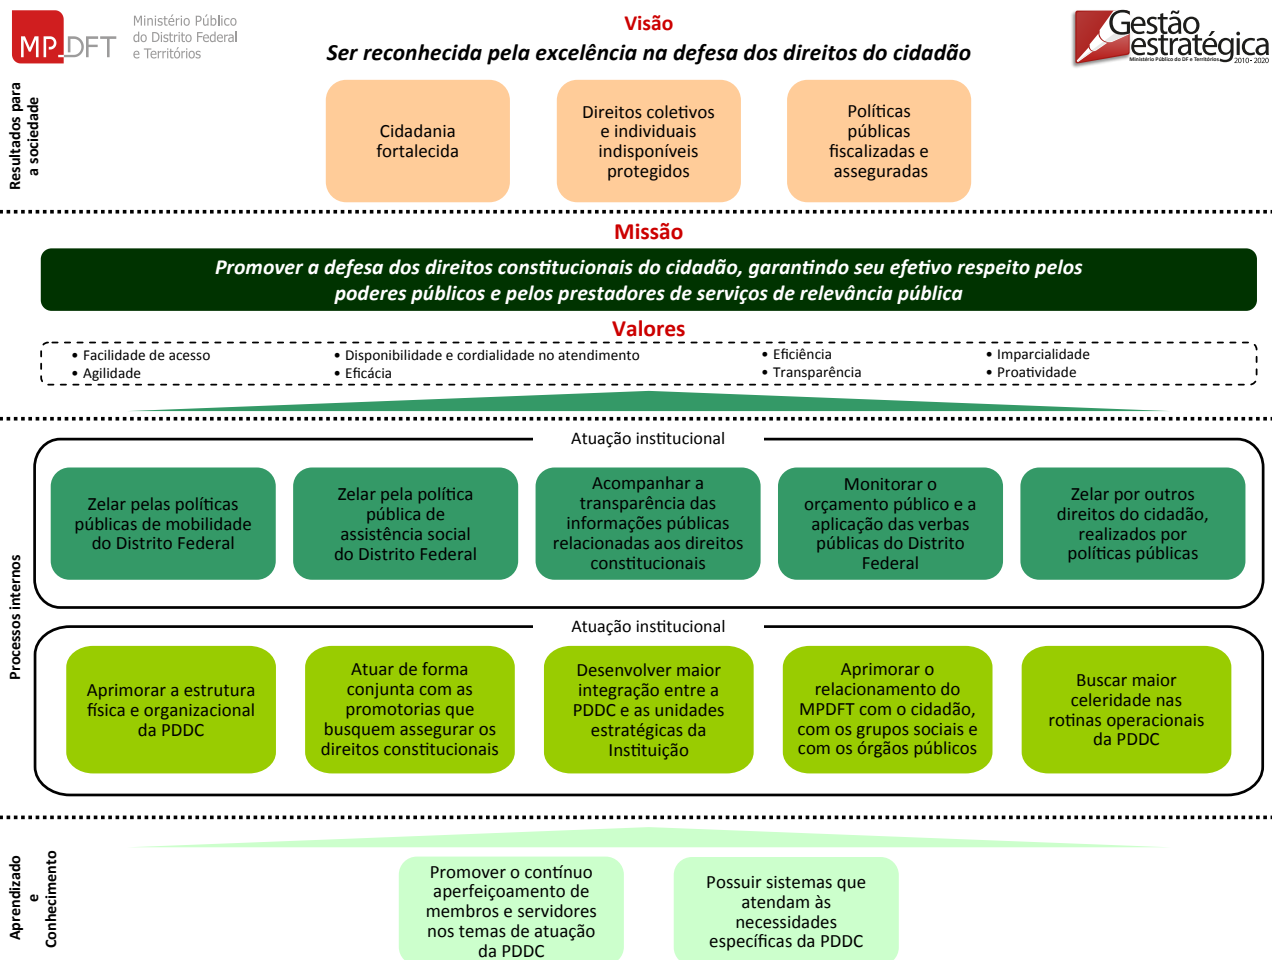 MP_DFT
Ministério Público
do Distrito Federal
e Territórios
Visão
Ser reconhecida pela excelência na defesa dos direitos do cidadão
Gestão
estratégica
Ministério Público do DF e Territórios 2010-2020
Resultados para
a sociedade
Cidadania
fortalecida
Direitos coletivos
e individuais
indisponíveis
protegidos
Políticas
públicas
fiscalizadas e
asseguradas
Missão
Promover a defesa dos direitos constitucionais do cidadão, garantindo seu efetivo respeito pelos
poderes públicos e pelos prestadores de serviços de relevância pública
Valores
• Facilidade de acesso
• Agilidade
• Disponibilidade e cordialidade no atendimento
• Eficácia
• Eficiência
• Transparência
• Imparcialidade
• Proatividade
Processos internos
Atuação institucional
Zelar pelas políticas
públicas de mobilidade
do Distrito Federal
Zelar pela política
pública de
assistência social
do Distrito Federal
Acompanhar a
transparência das
informações públicas
relacionadas aos direitos
constitucionais
Monitorar o
orçamento público e a
aplicação das verbas
públicas do Distrito
Federal
Zelar por outros
direitos do cidadão,
realizados por
políticas públicas
Atuação institucional
Aprimorar a estrutura
física e organizacional
da PDDC
Atuar de forma
conjunta com as
promotorias que
busquem assegurar os
direitos constitucionais
Desenvolver maior
integração entre a
PDDC e as unidades
estratégicas da
Instituição
Aprimorar o
relacionamento do
MPDFT com o cidadão,
com os grupos sociais e
com os órgãos públicos
Buscar maior
celeridade nas
rotinas operacionais
da PDDC
Aprendizado
e
Conhecimento
Promover o contínuo
aperfeiçoamento de
membros e servidores
nos temas de atuação
da PDDC
Possuir sistemas que
atendam às
necessidades
específicas da PDDC